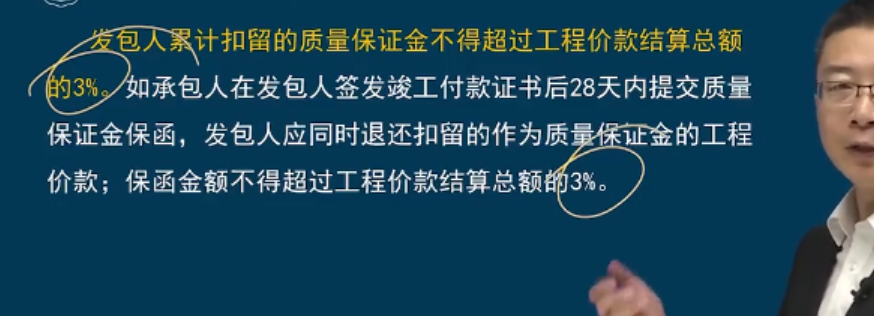 发包人累计扣留的质量保证金不得超过工程价款结算总额
的3%。如承包人在发包人签发竣工付款证书后28天内提交质量
保证金保函，发包人应同时退还扣留的作为质量保证金的工程
价款；保函金额不得超过工程价款结算总额的3%。